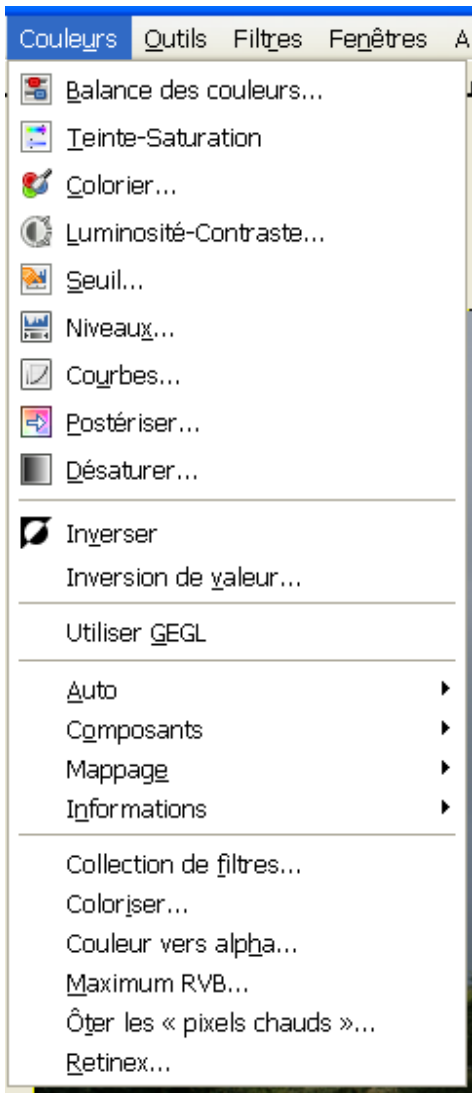 Couleurs Outils Filtres Fenêtres A
Balance des couleurs...
Teinte-Saturation
Colorier...
Luminosité-Contraste...
Seuil...
Niveaux...
Courbes...
Postériser...
Désaturer...
Inverser
Inversion de valeur...
Utiliser GEGL
Auto
Composants
Mappage
Informations
Collection de filtres...
Coloriser...
Couleur vers alpha...
Maximum RVB...
Ôter les « pixels chauds »...
Retinex...